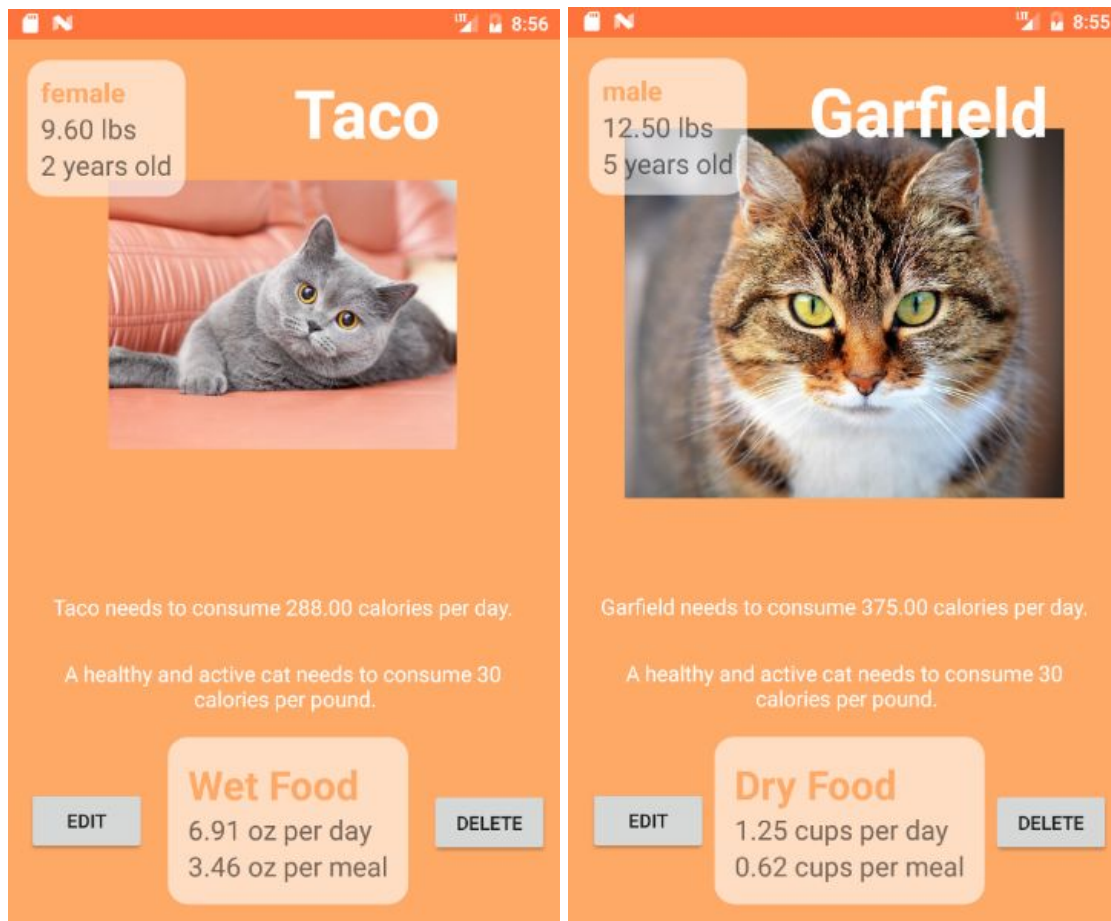 8:56
female
9.60 lbs
2 years old
Taco
Taco needs to consume 288.00 calories per day.
A healthy and active cat needs to consume 30
calories per pound.
EDIT
Wet Food
6.91 oz per day
3.46 oz per meal
DELETE
LTE 8:55
male
12.50 lbs
5 years old
Garfield
Garfield needs to consume 375.00 calories per day.
A healthy and active cat needs to consume 30
calories per pound.
EDIT
Dry Food
1.25 cups per day
0.62 cups per meal
DELETE